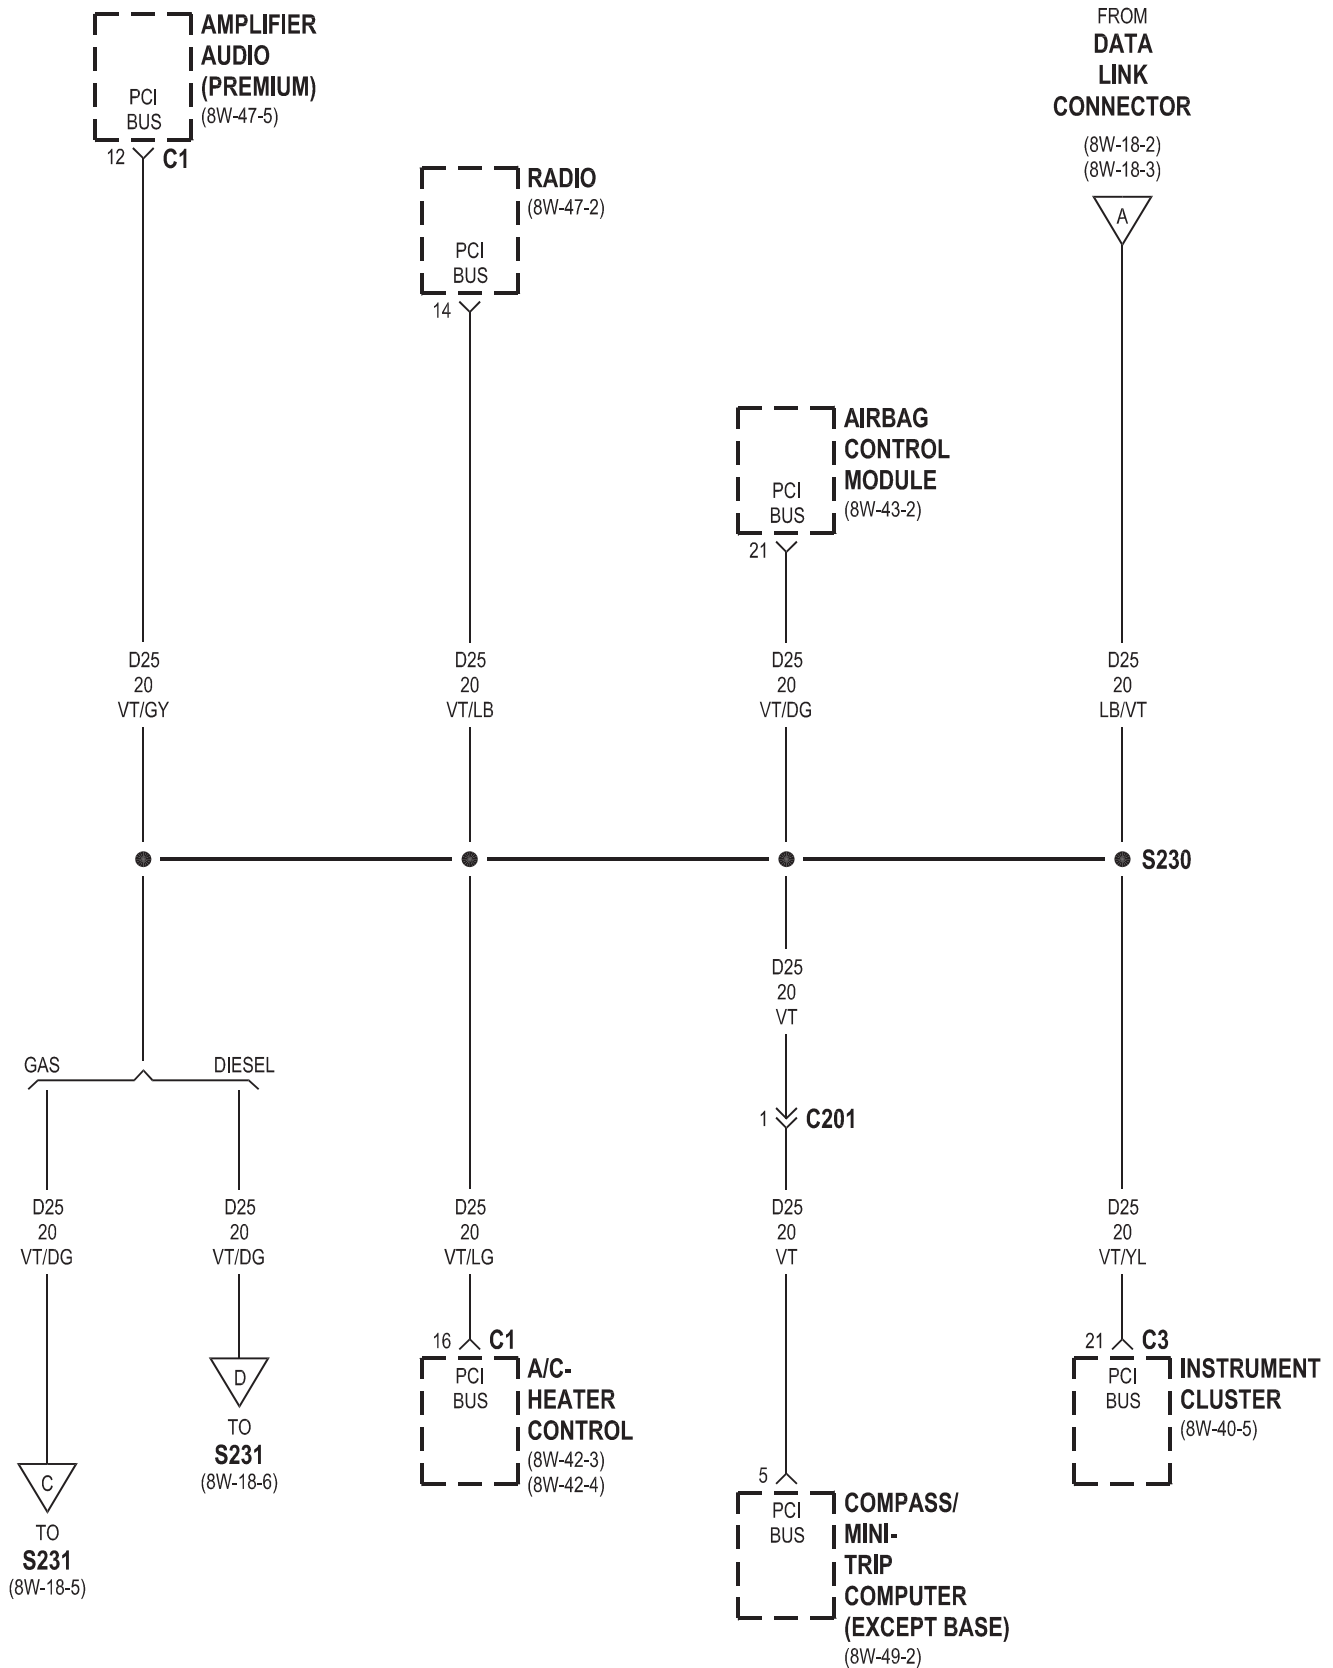 AMPLIFIER
AUDIO
(PREMIUM)
(8W-47-5)
PCI
BUS
12
C1
RADIO
(8W-47-2)
PCI
BUS
14
AIRBAG
CONTROL
MODULE
(8W-43-2)
PCI
BUS
21
FROM
DATA
LINK
CONNECTOR
(8W-18-2)
(8W-18-3)
A
D25
20
VT/GY
D25
20
VT/LB
D25
20
VT/DG
D25
20
LB/VT
S230
D25
20
VT
1
C201
GAS
DIESEL
D25
20
VT/DG
D25
20
VT/DG
D25
20
VT/LG
D25
20
VT
D25
20
VT/YL
C
TO
S231
(8W-18-5)
D
TO
S231
(8W-18-6)
16
C1
PCI
BUS
A/C-
HEATER
CONTROL
(8W-42-3)
(8W-42-4)
5
PCI
BUS
COMPASS/
MINI-
TRIP
COMPUTER
(EXCEPT BASE)
(8W-49-2)
21
C3
PCI
BUS
INSTRUMENT
CLUSTER
(8W-40-5)